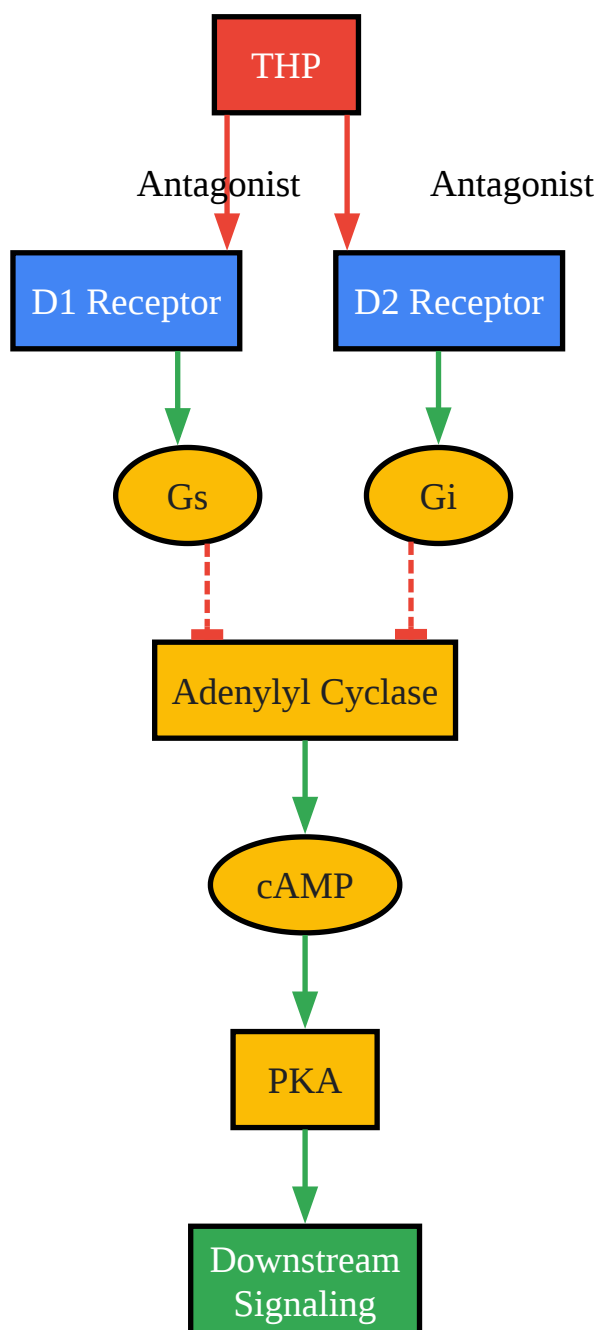 THP
Antagonist
Antagonist
D1 Receptor
D2 Receptor
Gs
Gi
Adenylyl Cyclase
cAMP
PKA
Downstream
Signaling